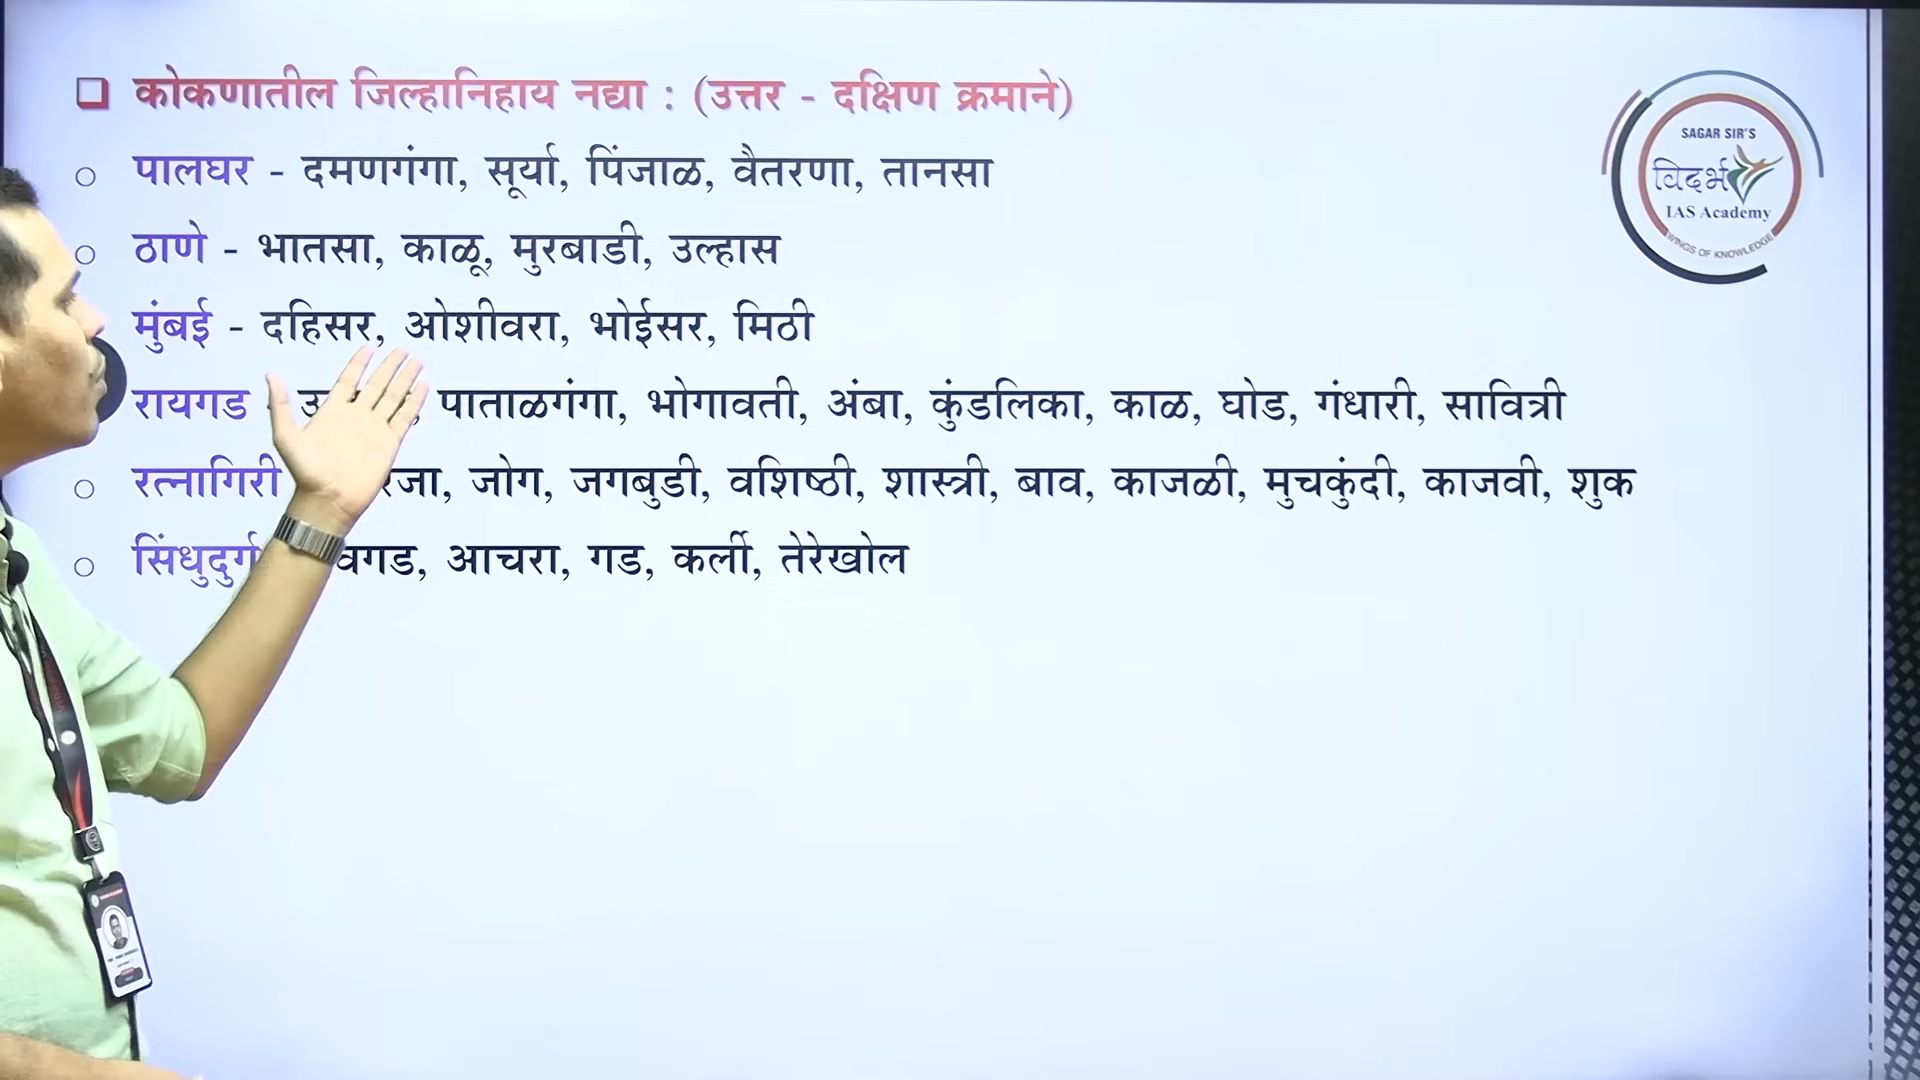 कोकणातील जिल्हानिहाय नद्या : (उत्तर - दक्षिण क्रमाने)
पालघर - दमणगंगा, सूर्या, पिंजाळ, वैतरणा, तानसा
ठाणे - भातसा, काळू, मुरबाडी, उल्हास
मुंबई - दहिसर, ओशीवरा, भोईसर, मिठी
रायगड - पाताळगंगा, भोगावती, अंबा, कुंडलिका, काळ, घोड, गंधारी, सावित्री
रत्नागिरी जोग, जगबुडी, वशिष्ठी, शास्त्री, बाव, काजळी, मुचकुंदी, काजवी, शुक
सिंधुदुर्ग आचरा, गड, कर्ली, तेरेखोल
SAGAR SIR'S
विदर्भ
IAS Academy
WINGS OF KNOWLEDGE